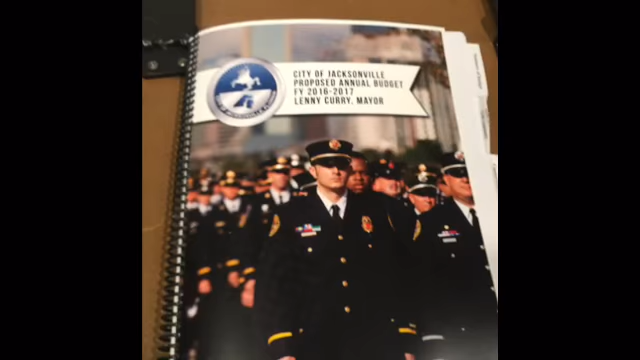 CITY OF JACKSONVILLE
PROPOSED ANNUAL BUDGET
FY 2016-2017
LENNY CURRY, MAYOR